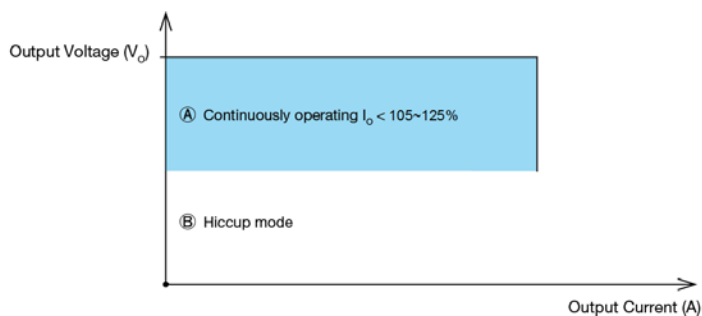 Output Voltage (Vo)
Ⓐ Continuously operating Io < 105~125%
Ⓑ Hiccup mode
Output Current (A)